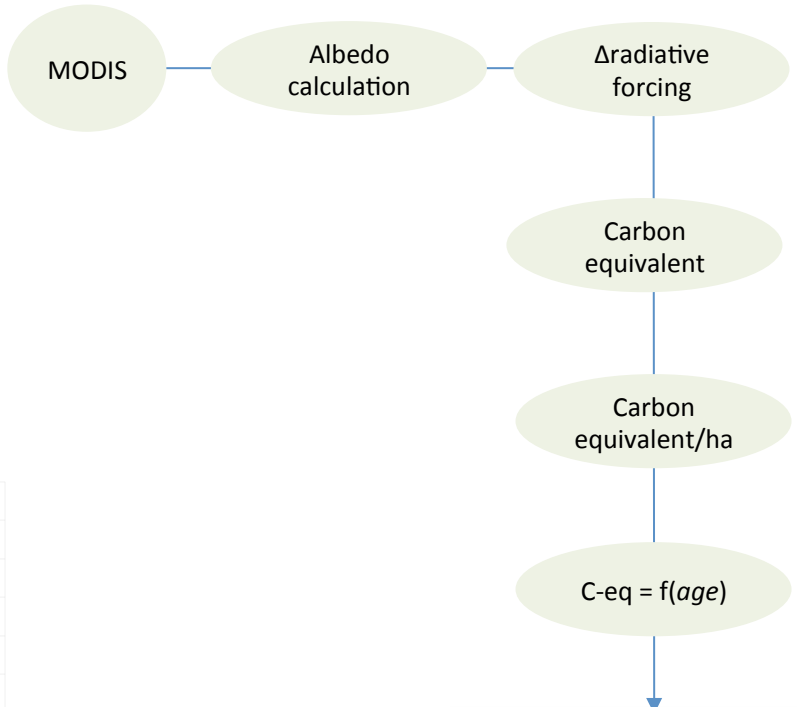 MODIS
Albedo
calculation
Δradiative
forcing
Carbon
equivalent
Carbon
equivalent/ha
C-eq = f(age)